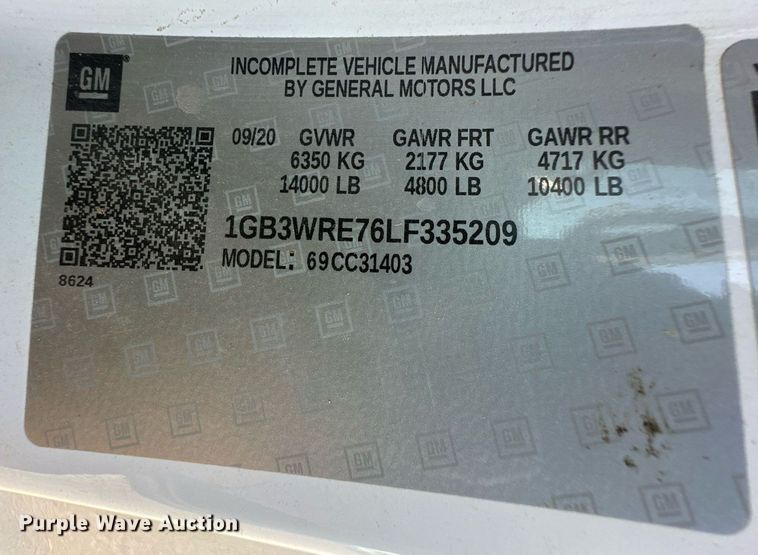 GM
INCOMPLETE VEHICLE MANUFACTURED
BY GENERAL MOTORS LLC
09/20 GVWR GAWR FRT GAWR RR
6350 KG 2177 KG 4717 KG
14000 LB 4800 LB 10400 LB
1GB3WRE76LF335209
MODEL: 69CC31403
8624
Purple Wave Auction